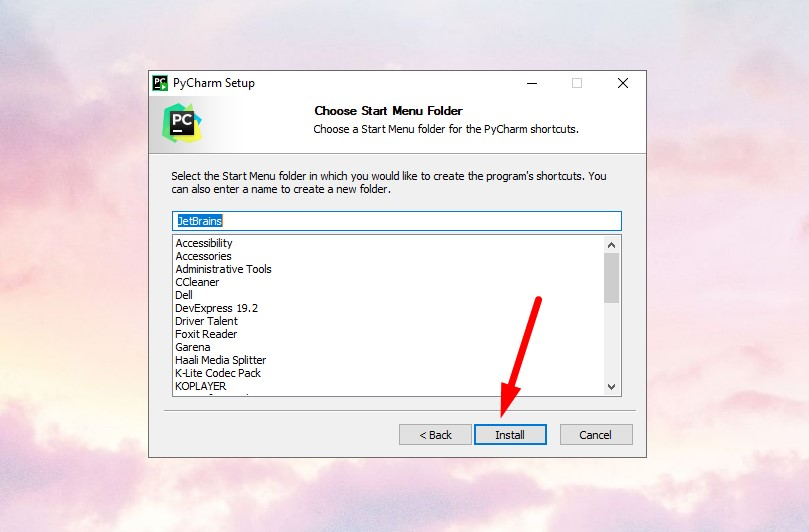 PC
PyCharm Setup
PC
Choose Start Menu Folder
Choose a Start Menu folder for the PyCharm shortcuts.
Select the Start Menu folder in which you would like to create the program's shortcuts. You
can also enter a name to create a new folder.
JetBrains
Accessibility
Accessories
Administrative Tools
CCleaner
Dell
DevExpress 19.2
Driver Talent
Foxit Reader
Garena
Haali Media Splitter
K-Lite Codec Pack
KOPLAYER
< Back
Install
Cancel